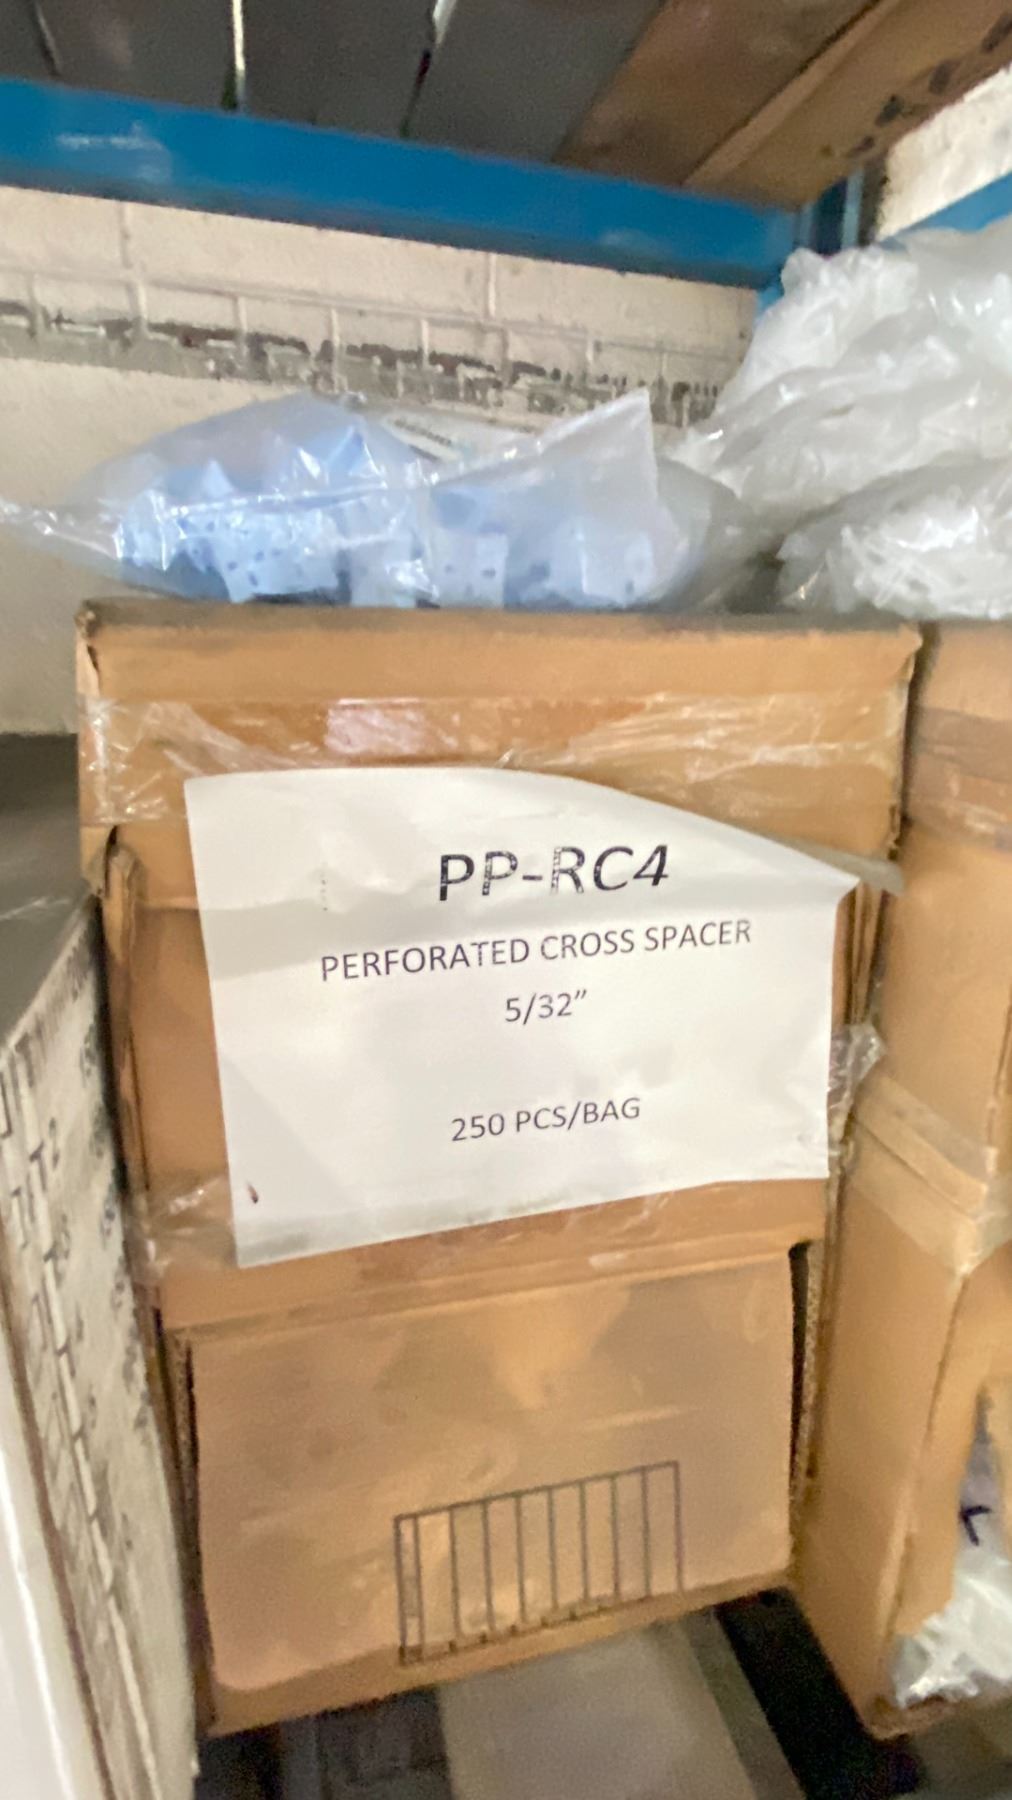 PP-RC4
PERFORATED CROSS SPACER
5/32"
250 PCS/BAG